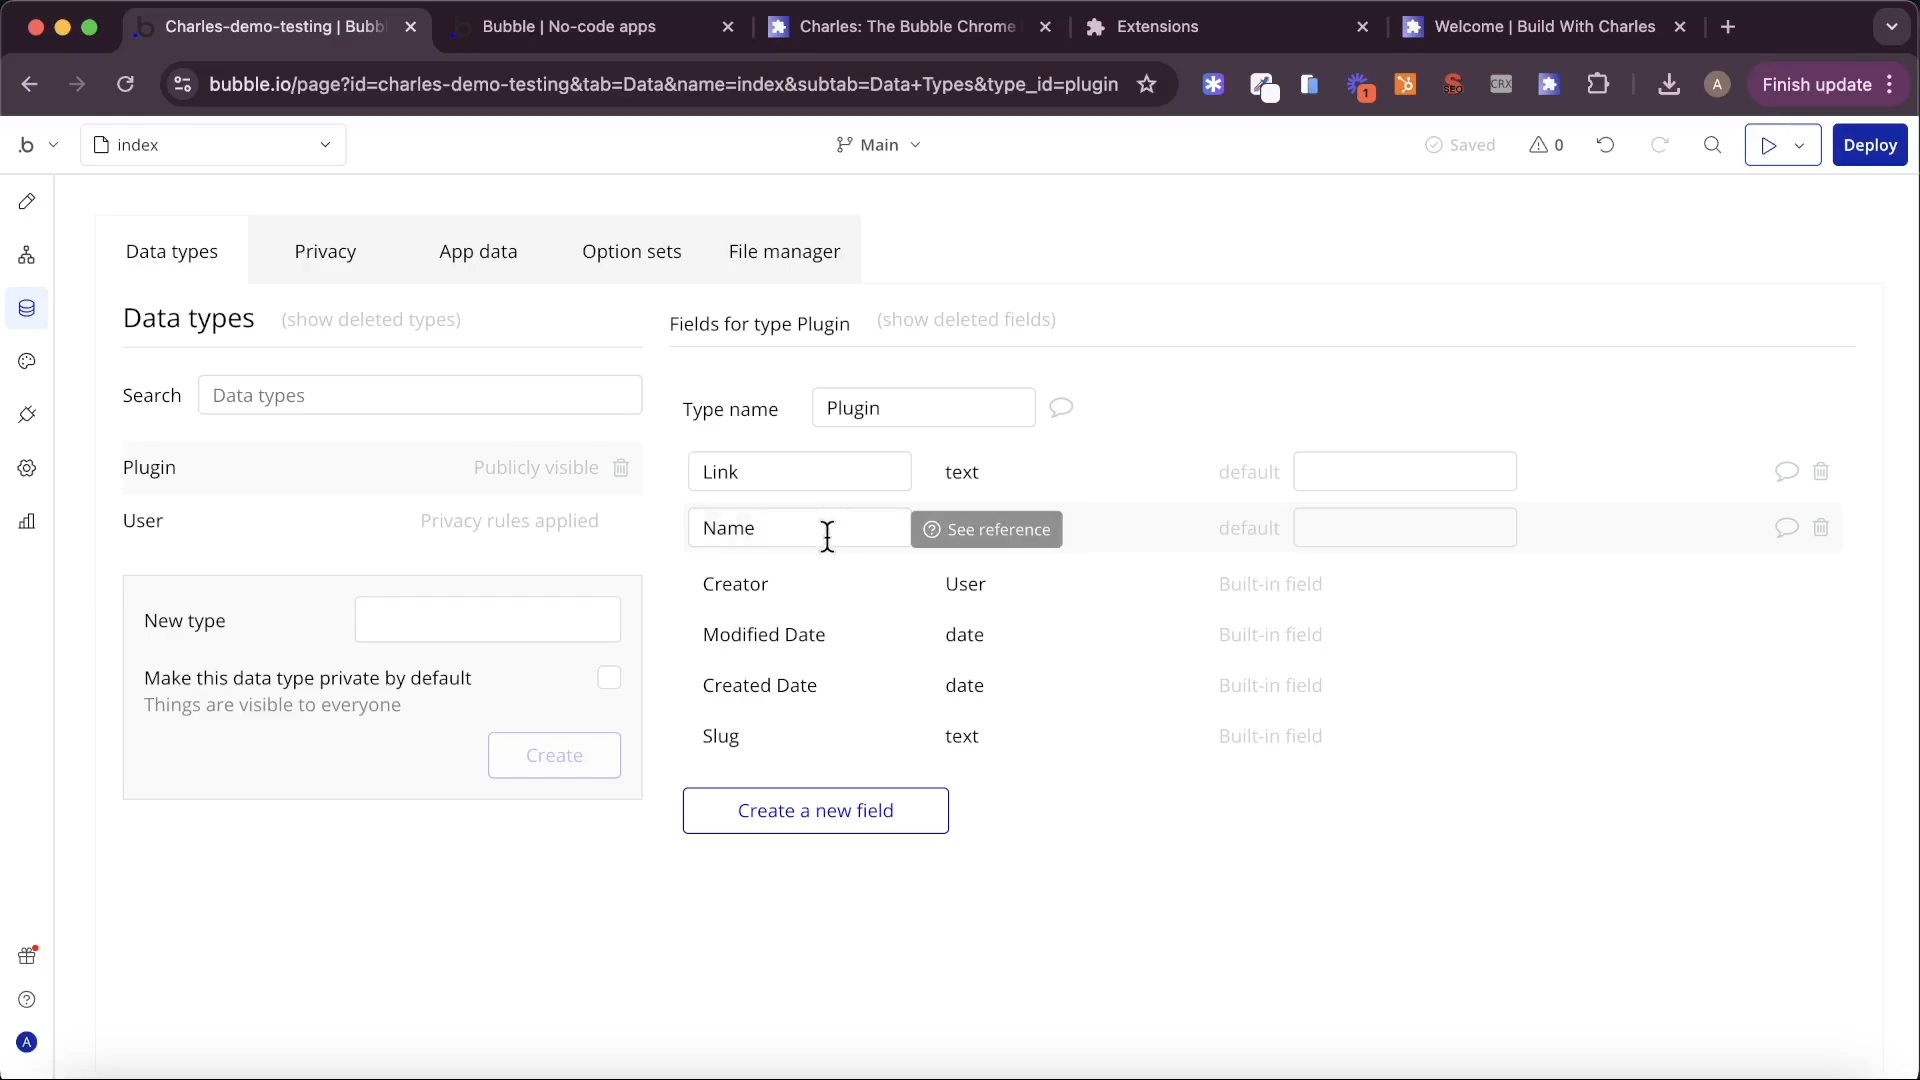 Charles-demo-testing | Bubbl
Bubble | No-code apps
Charles: The Bubble Chrome
Extensions
Welcome | Build With Charles
bubble.io/page?id=charles-demo-testing&tab=Data&name=index&subtab=Data+Types&type_id=plugin
1
SEO
CRX
A
Finish update
.b
index
Main
Saved
0
Deploy
Data types
Privacy
App data
Option sets
File manager
Data types
(show deleted types)
Fields for type Plugin
(show deleted fields)
Search
Data types
Type name
Plugin
Plugin
Publicly visible
Link
text
default
User
Privacy rules applied
Name
See reference
default
Creator
User
Built-in field
New type
Modified Date
date
Built-in field
Make this data type private by default
Things are visible to everyone
Created Date
date
Built-in field
Slug
text
Built-in field
Create
Create a new field
A